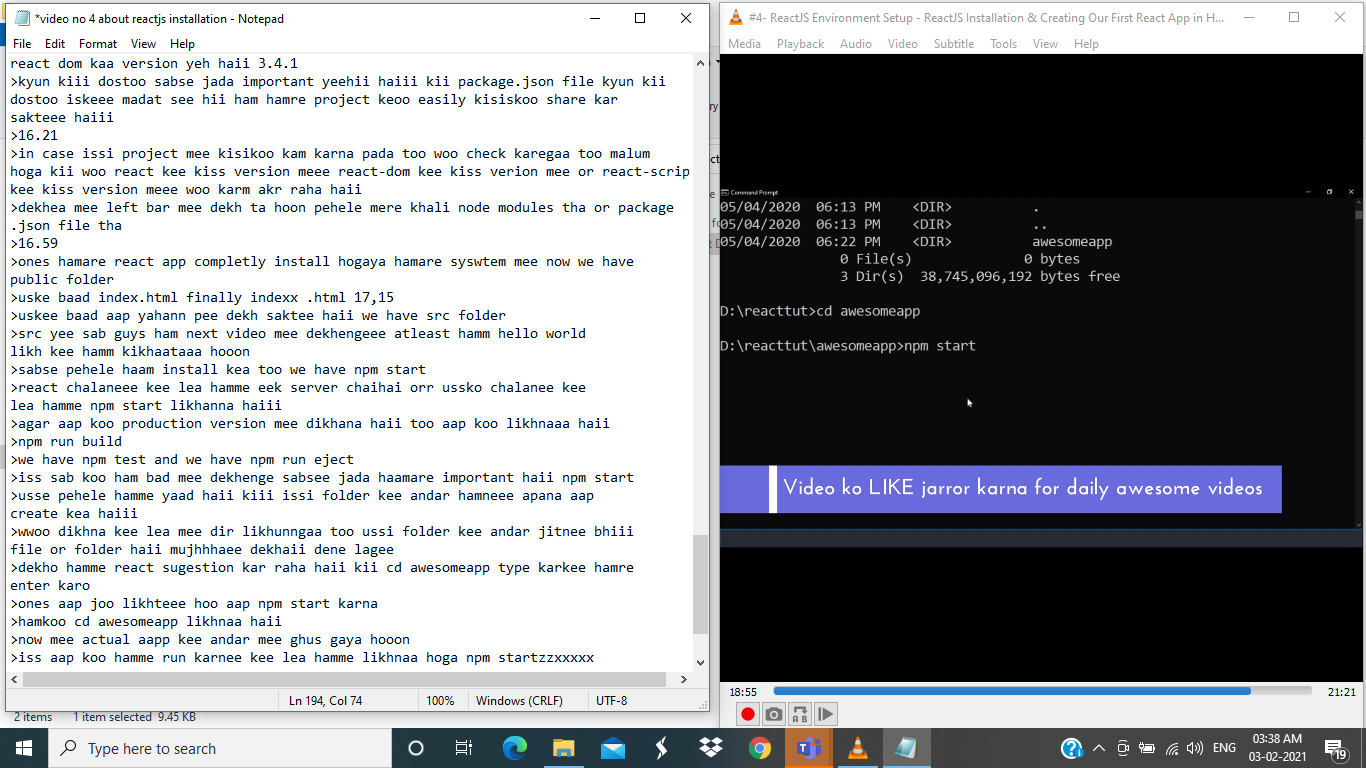 *video no 4 about reactjs installation - Notepad
File Edit Format View Help
react dom kaa version yeh haii 3.4.1
>kyun kiii dostoo sabse jada important yeehii haiii kii package.json file kyun kii
dostoo iskeee madat see hii ham hamre project keoo easily kisiskoo share kar
sakteee haiii
>16.21
>in case issi project mee kisikoo kam karna pada too woo check karegaa too malum
hoga kii woo react kee kiss version meee react-dom kee kiss verion mee or react-scrip
kee kiss version meee woo karm akr raha haii
>dekhea mee left bar mee dekh ta hoon pehele mere khali node modules tha or package
.json file tha
>16.59
>ones hamare react app completly install hogaya hamare syswtem mee now we have
public folder
>uske baad index.html finally indexx .html 17,15
>uskee baad aap yahann pee dekh saktee haii we have src folder
>src yee sab guys ham next video mee dekhengeee atleast hamm hello world
likh kee hamm kikhaataaa hooon
>sabse pehele haam install kea too we have npm start
>react chalaneee kee lea hamme eek server chaihai orr ussko chalanee kee
lea hamme npm start likhanna haiii
>agar aap koo production version mee dikhana haii too aap koo likhnaaa haii
>npm run build
>we have npm test and we have npm run eject
>iss sab koo ham bad mee dekhenge sabsee jada haamare important haii npm start
>usse pehele hamme yaad haii kiii issi folder kee andar hamneee apana aap
create kea haiii
>wwoo dikhna kee lea mee dir likhunngaa too ussi folder kee andar jitnee bhiii
file or folder haii mujhhhaee dekhaii dene lagee
>dekho hamme react sugestion kar raha haii kii cd awesomeapp type karkee hamre
enter karo
>ones aap joo likhteee hoo aap npm start karna
>hamkoo cd awesomeapp likhnaa haii
>now mee actual aapp kee andar mee ghus gaya hooon
>iss aap koo hamme run karnee kee lea hamme likhnaa hoga npm startzzxxxxx
Ln 194, Col 74 100% Windows (CRLF) UTF-8
2 items 1 item selected 9.45 KB
#4- ReactJS Environment Setup - ReactJS Installation & Creating Our First React App in H...
Media Playback Audio Video Subtitle Tools View Help
Command Prompt
05/04/2020 06:13 PM <DIR> .
05/04/2020 06:13 PM <DIR> ..
05/04/2020 06:22 PM <DIR> awesomeapp
0 File(s) 0 bytes
3 Dir(s) 38,745,096,192 bytes free
D:\reacttut>cd awesomeapp
D:\reacttut\awesomeapp>npm start
Video ko LIKE jarror karna for daily awesome videos
18:55 21:21
Type here to search
ENG
03:38 AM
03-02-2021
19